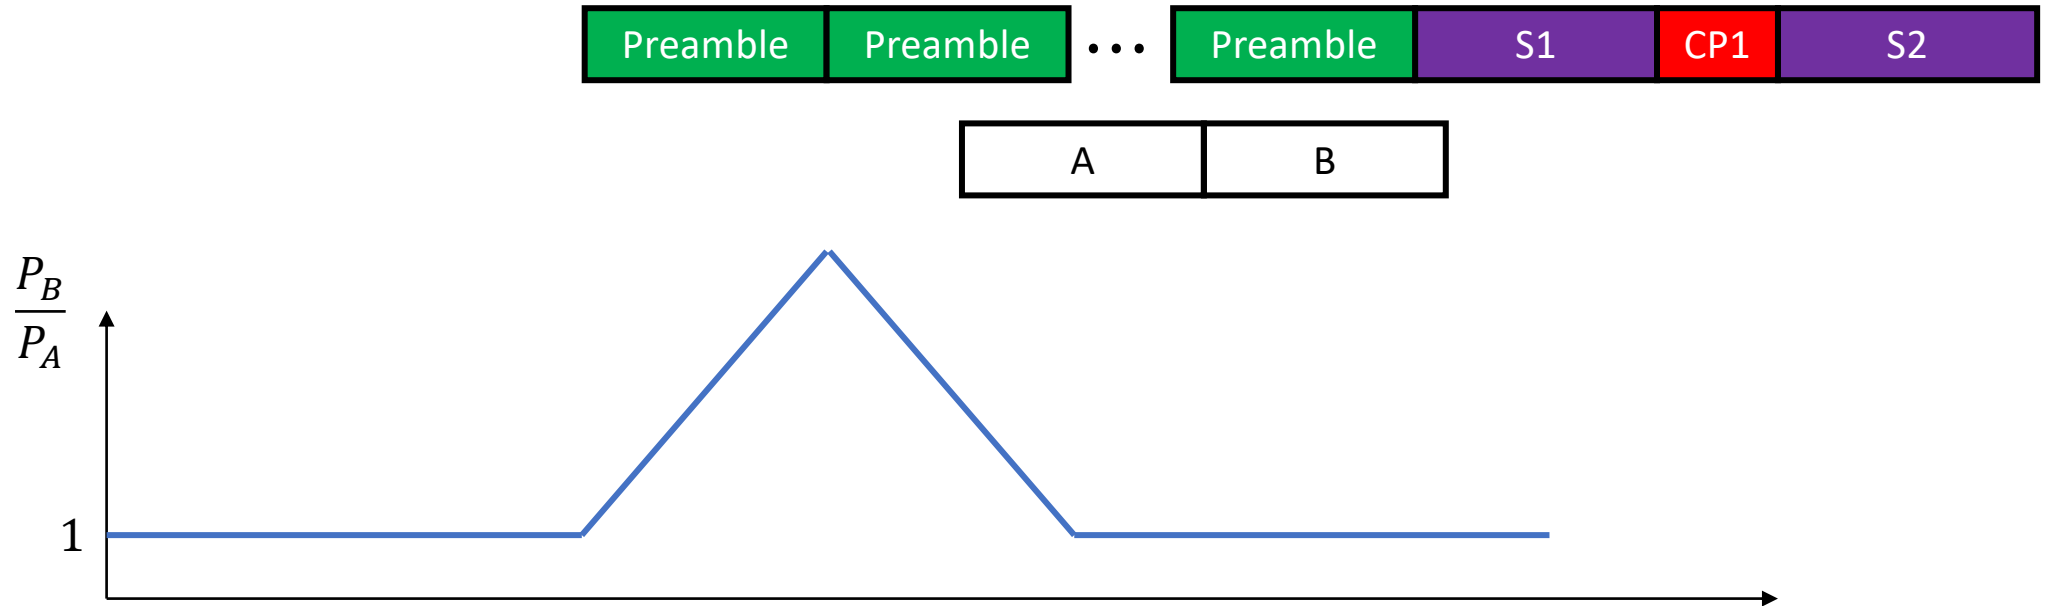 Preamble Preamble ... Preamble S1 CP1 S2
A B
P_B
P_A
1